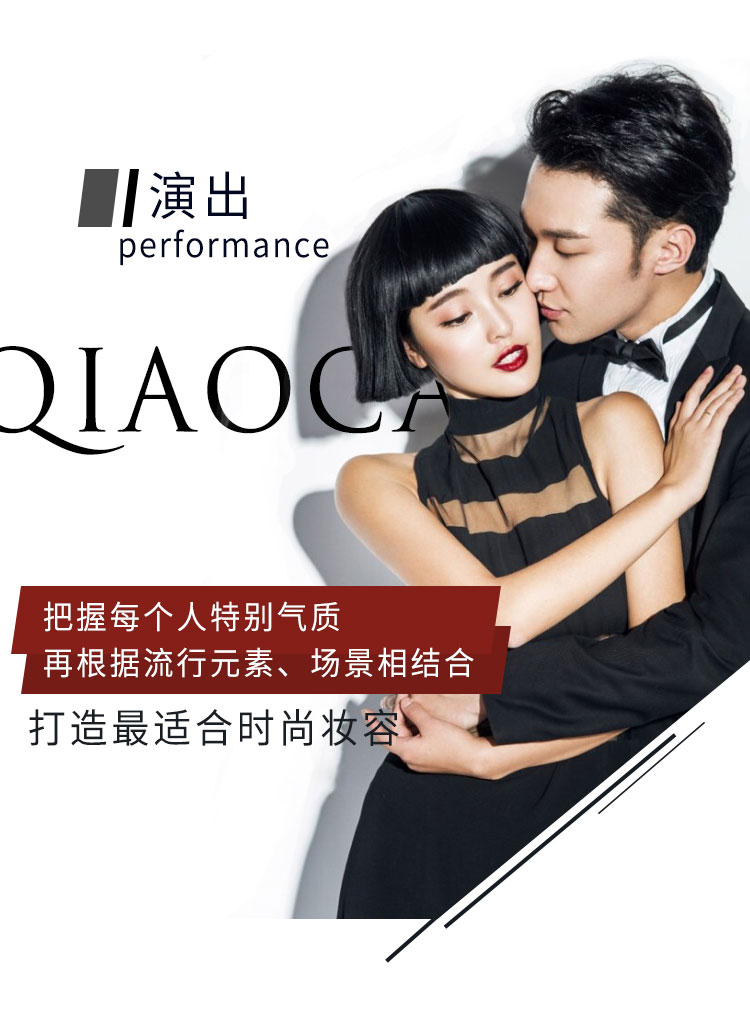 演出
performance
QIAOCA
把握每个人特别气质
再根据流行元素、场景相结合
打造最适合时尚妆容